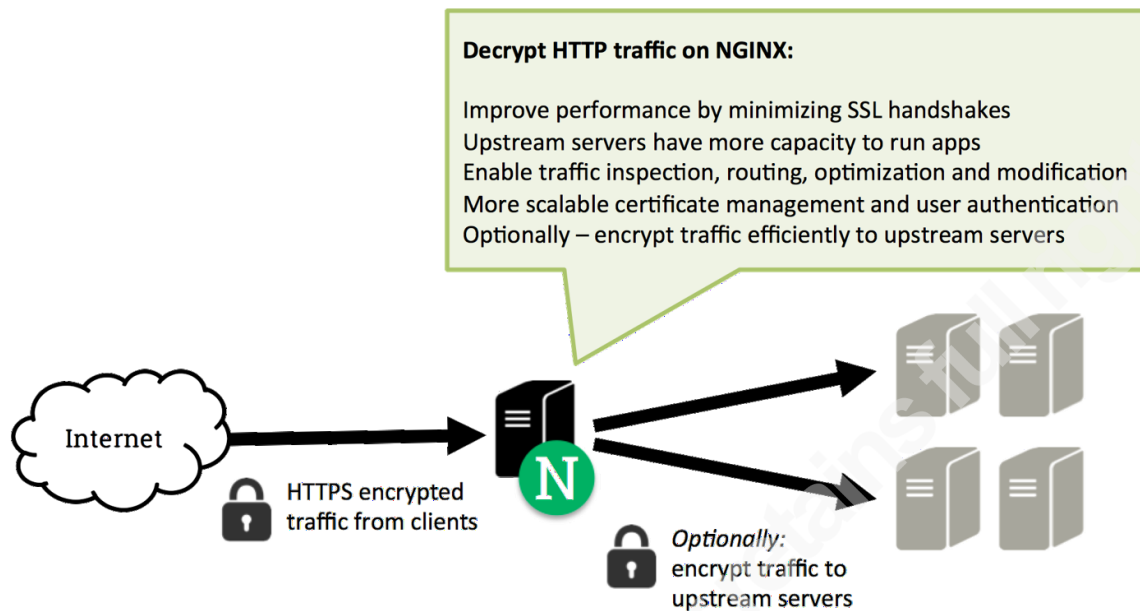 Decrypt HTTP traffic on NGINX:
Improve performance by minimizing SSL handshakes
Upstream servers have more capacity to run apps
Enable traffic inspection, routing, optimization and modification
More scalable certificate management and user authentication
Optionally – encrypt traffic efficiently to upstream servers
Internet
N
HTTPS encrypted
traffic from clients
Optionally:
encrypt traffic to
upstream servers